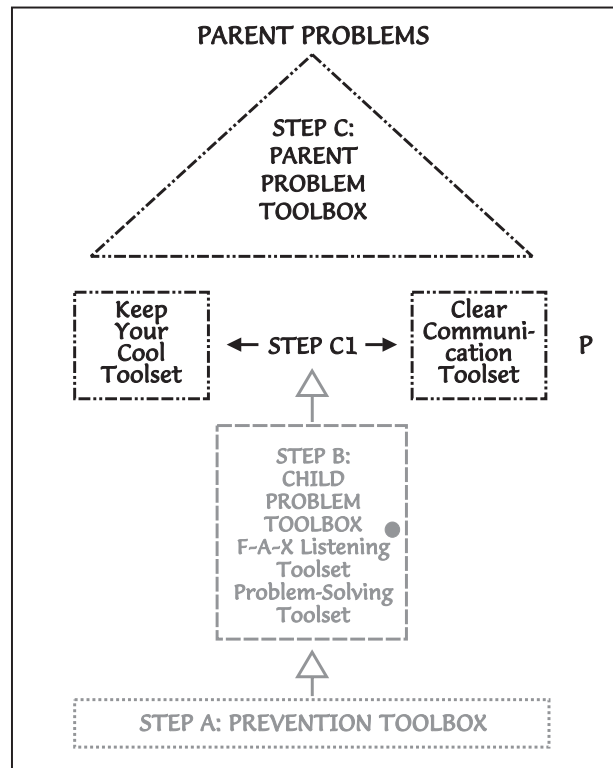 PARENT PROBLEMS
STEP C:
PARENT
PROBLEM
TOOLBOX
Keep
Your
Cool
Toolset
STEP C1
Clear
Communi-
cation
Toolset
P
STEP B:
CHILD
PROBLEM
TOOLBOX
F-A-X Listening
Toolset
Problem-Solving
Toolset
STEP A: PREVENTION TOOLBOX